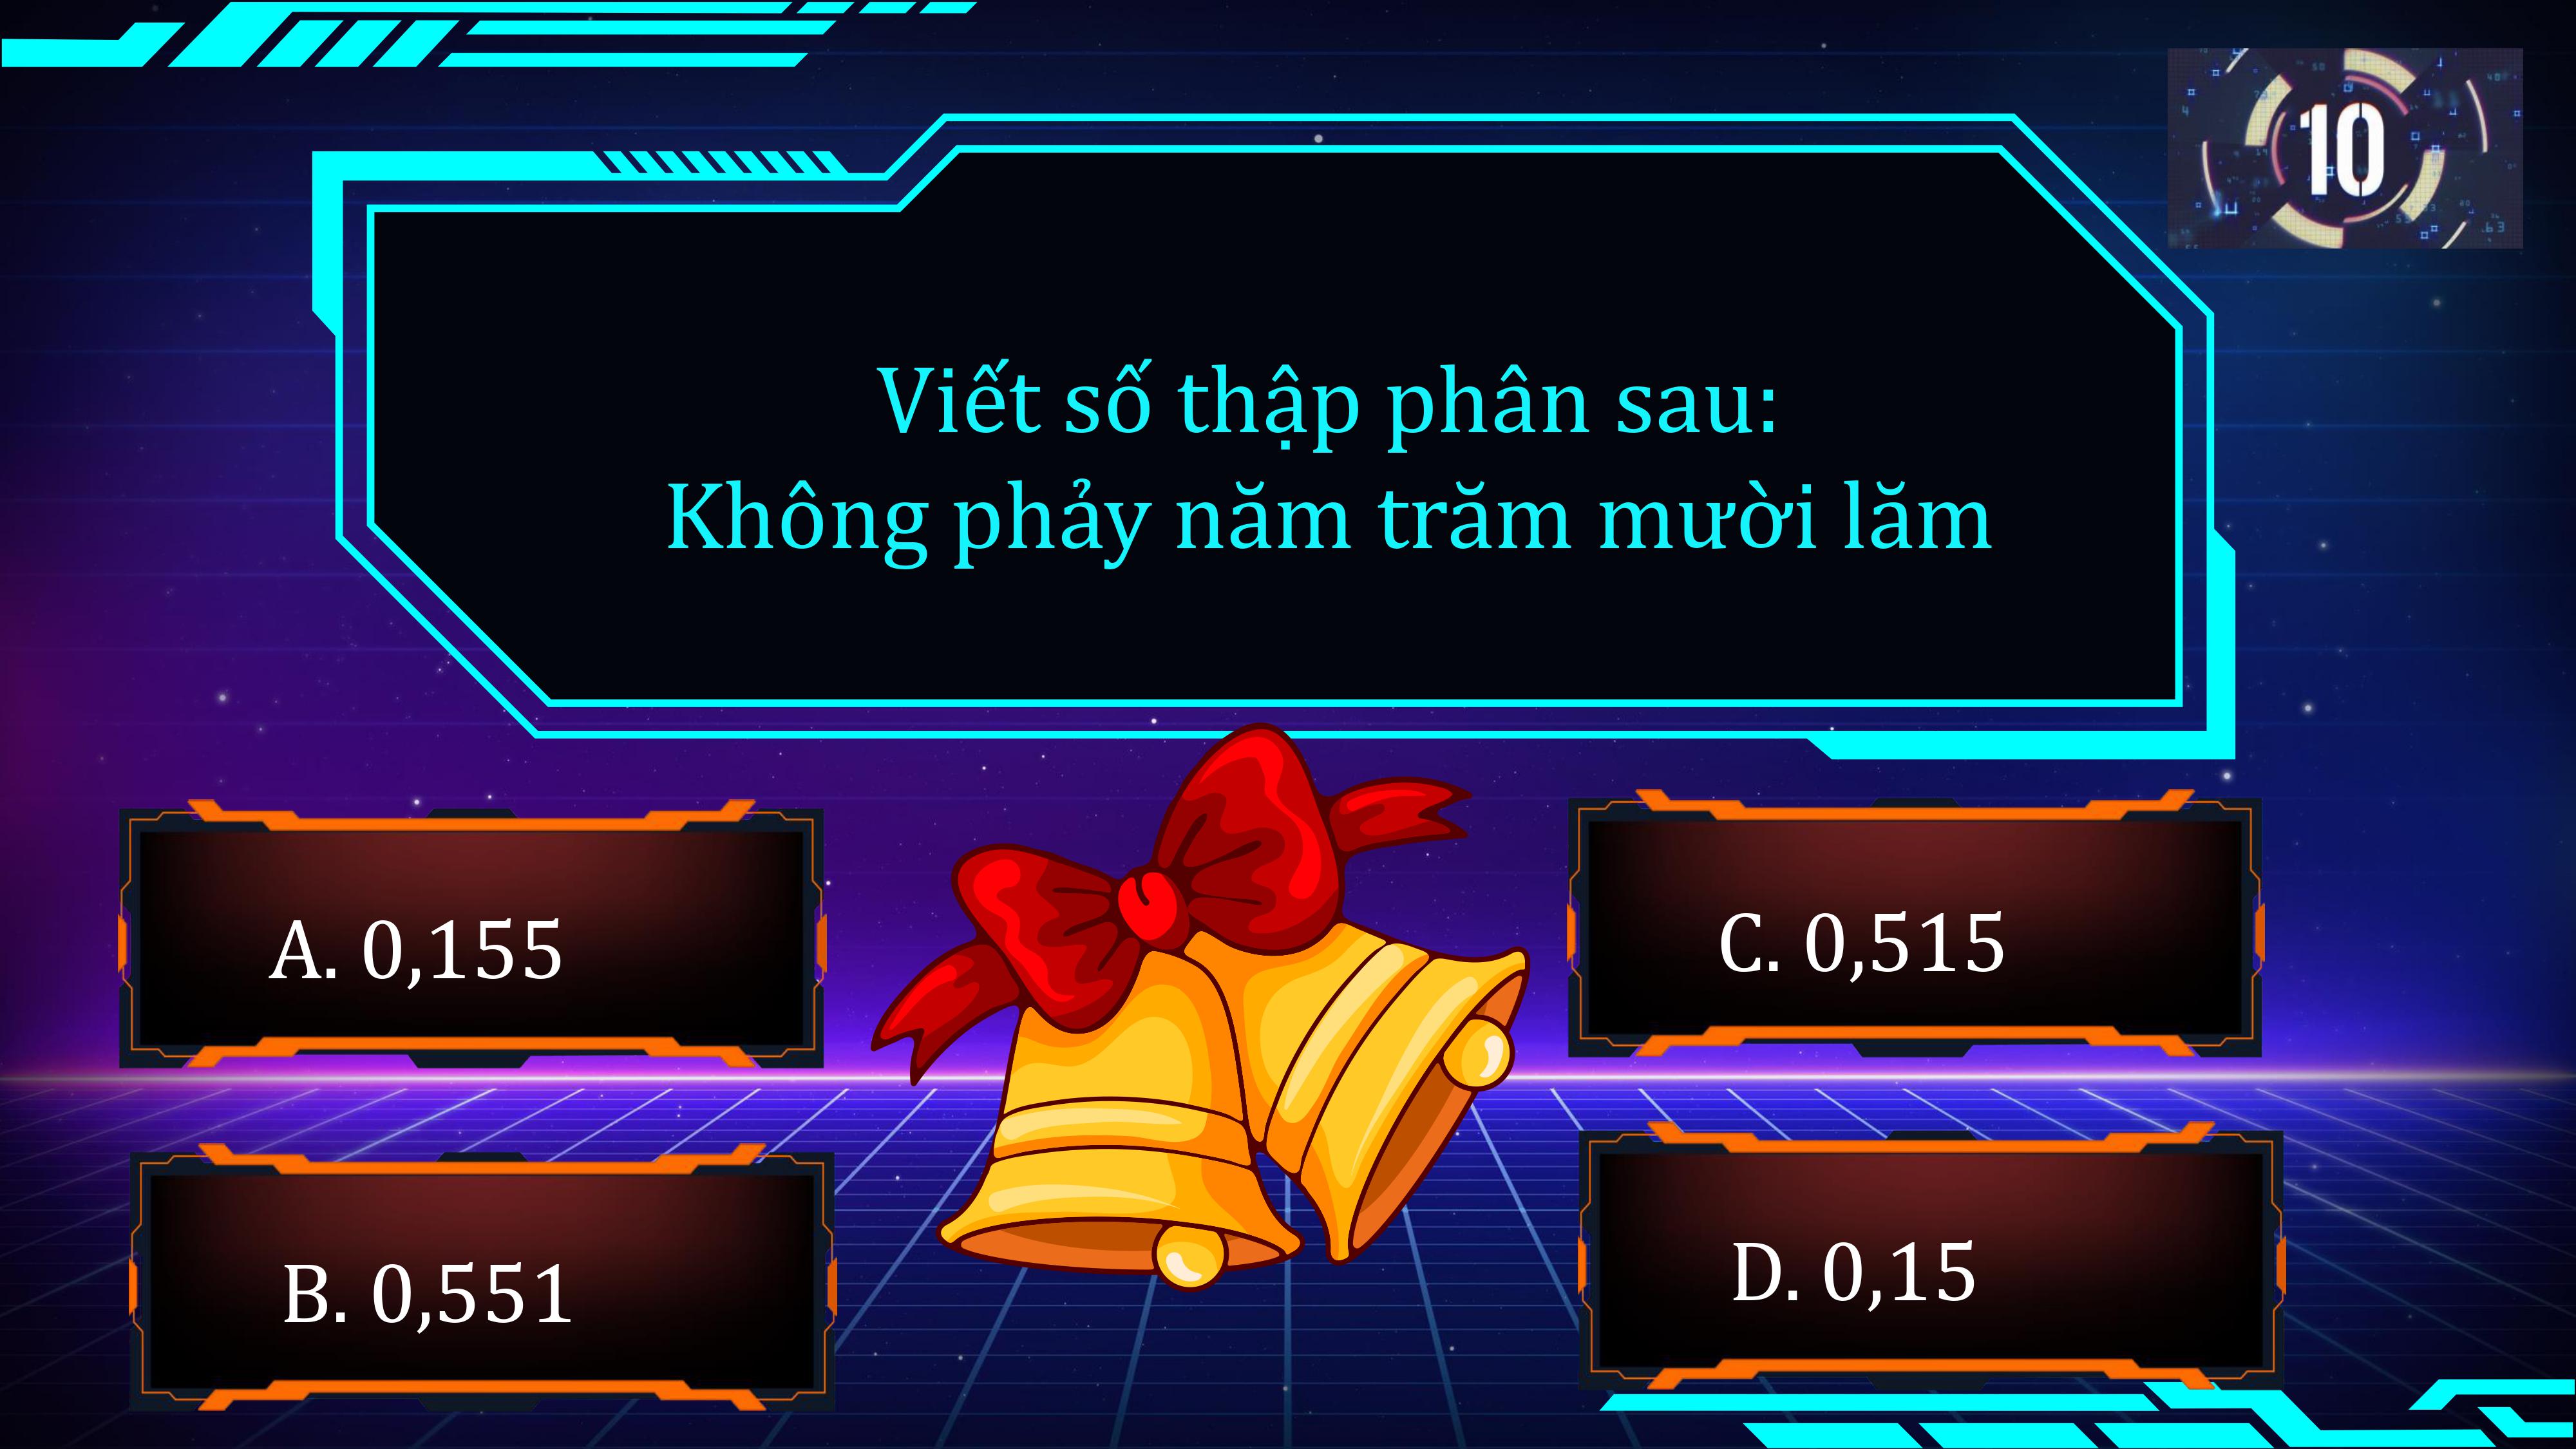 10
Viết số thập phân sau:
Không phảy năm trăm mười lăm
A. 0,155
C. 0,515
B. 0,551
D. 0,15